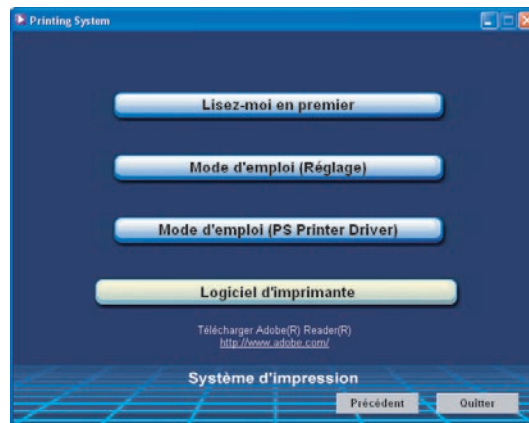 Printing System
Lisez-moi en premier
Mode d'emploi (Réglage)
Mode d'emploi (PS Printer Driver)
Logiciel d'imprimante
Télécharger Adobe(R) Reader(R)
http://www.adobe.com/
Système d'impression
Précédent Quitter